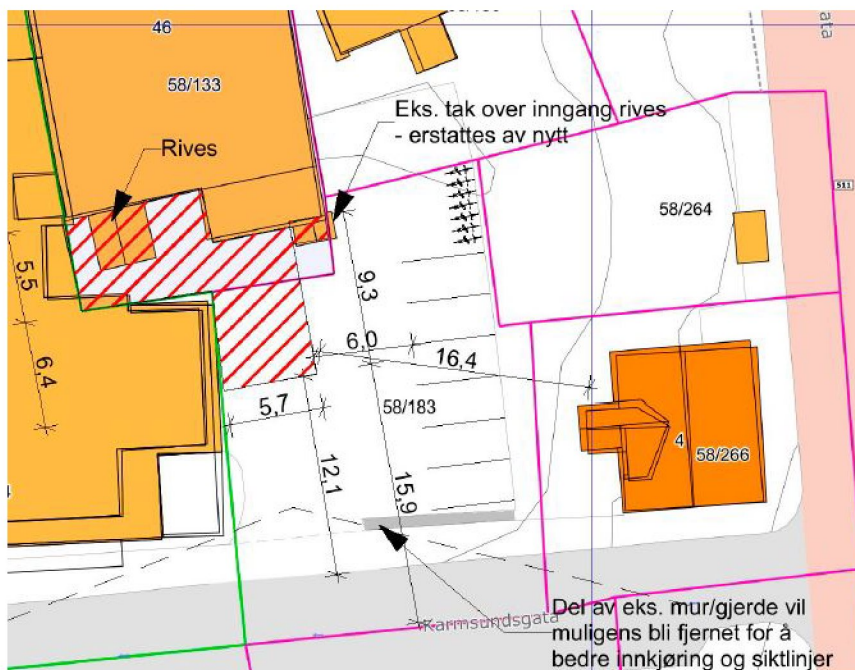 46
58/133
Eks. tak over inngang rives
- erstattes av nytt
Rives
511
58/264
5,5
9,3
6,0
16,4
6,4
5,7
58/183
4
58/266
12,1
15,9
Karmsundsgata
Del av eks. mur/gjerde vil
muligens bli fjernet for å
bedre innkjøring og siktlinjer